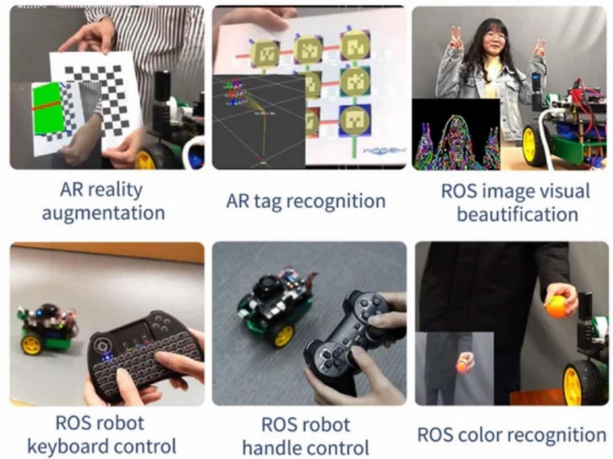 AR reality
augmentation
AR tag recognition
ROS image visual
beautification
ROS robot
keyboard control
ROS robot
handle control
ROS color recognition